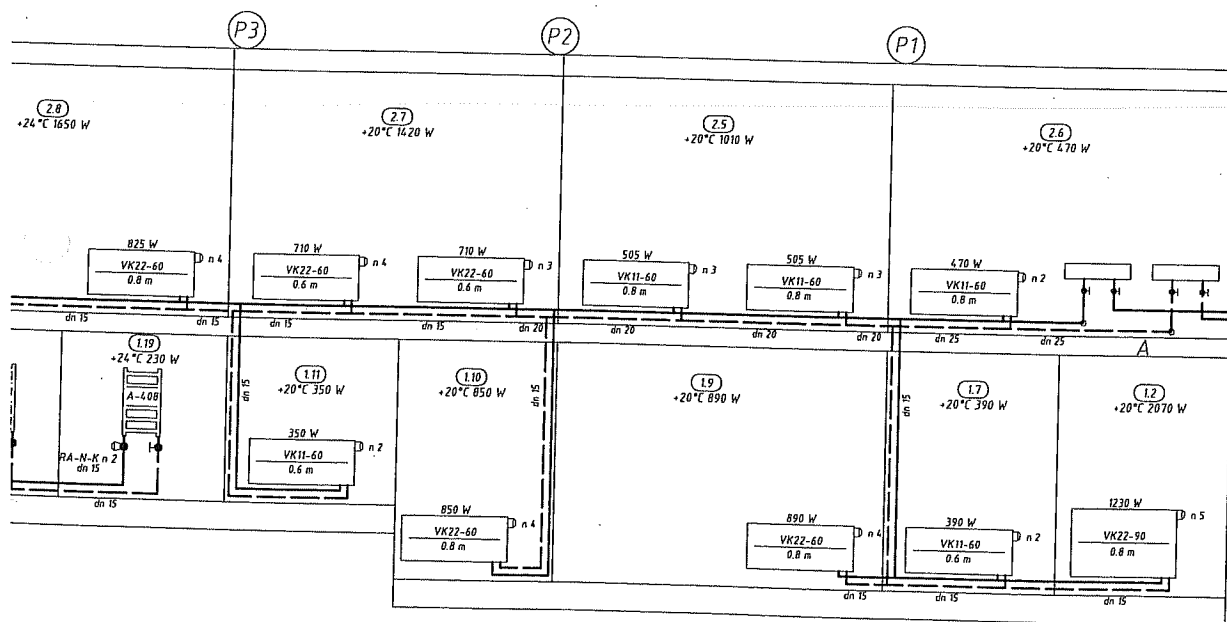 P3
P2
P1
2.8
+24°C 1650 W
2.7
+20°C 1420 W
2.5
+20°C 1010 W
2.6
+20°C 470 W
825 W
VK22-60
0.8 m
n 4
710 W
VK22-60
0.6 m
n 4
710 W
VK22-60
0.6 m
n 3
505 W
VK11-60
0.8 m
n 3
505 W
VK11-60
0.8 m
n 3
470 W
VK11-60
0.8 m
n 2
dn 15
dn 15
dn 15
dn 15
dn 20
dn 20
dn 20
dn 25
dn 25
A
1.19
+24°C 230 W
A-40B
RA-N-K n 2
dn 15
dn 15
dn 15
1.11
+20°C 350 W
350 W
VK11-60
0.6 m
n 2
1.10
+20°C 850 W
dn 15
850 W
VK22-60
0.8 m
n 4
1.9
+20°C 890 W
890 W
VK22-60
0.8 m
n 4
dn 15
1.7
+20°C 390 W
390 W
VK11-60
0.6 m
n 2
1.2
+20°C 2070 W
1230 W
VK22-90
0.8 m
n 5
dn 15
dn 15
dn 15